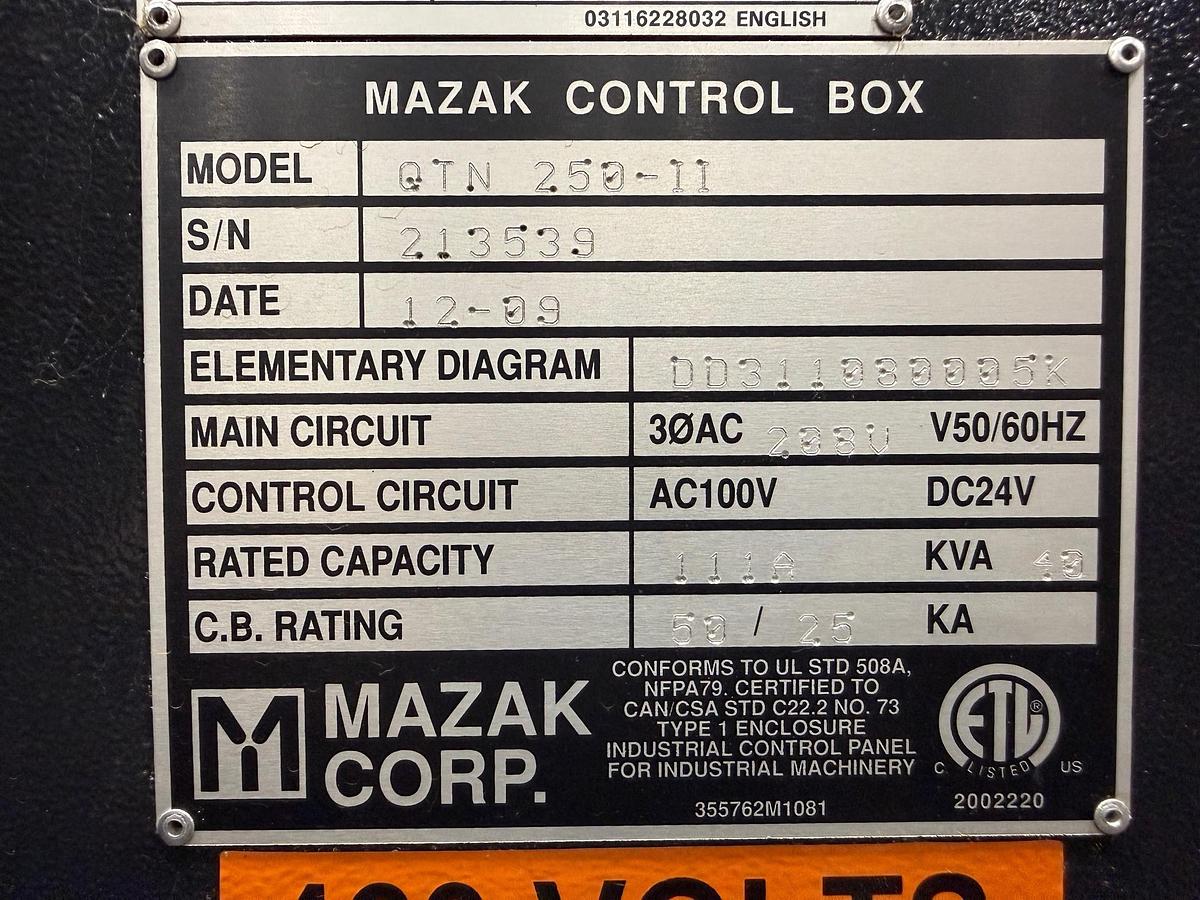 03116228032 ENGLISH
MAZAK CONTROL BOX
MODEL QTN 250-II
S/N 213539
DATE 12-09
ELEMENTARY DIAGRAM DD311080005K
MAIN CIRCUIT 3ØAC 208V V50/60HZ
CONTROL CIRCUIT AC100V DC24V
RATED CAPACITY 111A KVA 40
C.B. RATING 50 / 25 KA
MAZAK
CORP.
CONFORMS TO UL STD 508A,
NFPA79. CERTIFIED TO
CAN/CSA STD C22.2 NO. 73
TYPE 1 ENCLOSURE
INDUSTRIAL CONTROL PANEL
FOR INDUSTRIAL MACHINERY
355762M1081
ETL ®
C LISTED US
2002220
VOLTS